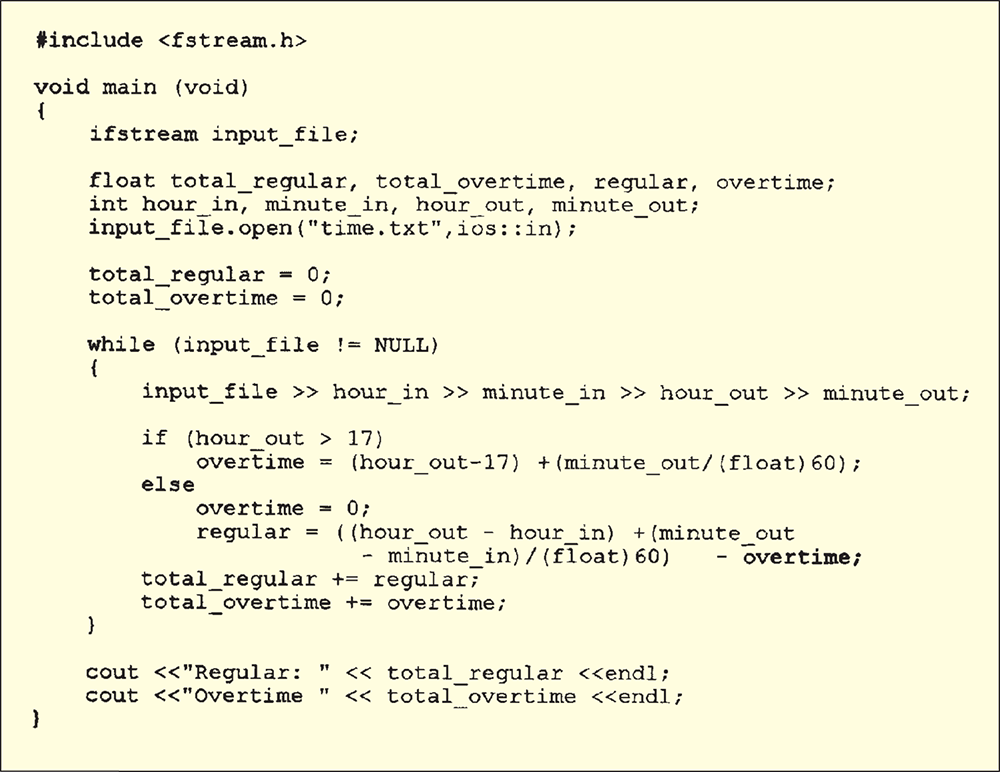 #include <fstream.h>

void main (void)
{
    ifstream input_file;

    float total_regular, total_overtime, regular, overtime;
    int hour_in, minute_in, hour_out, minute_out;
    input_file.open("time.txt",ios::in);

    total_regular = 0;
    total_overtime = 0;

    while (input_file != NULL)
    {
        input_file >> hour_in >> minute_in >> hour_out >> minute_out;

        if (hour_out > 17)
            overtime = (hour_out-17) +(minute_out/(float)60);
        else
            overtime = 0;
            regular = ((hour_out - hour_in) +(minute_out
                        - minute_in)/(float)60)   - overtime;
        total_regular += regular;
        total_overtime += overtime;
    }

    cout <<"Regular: " << total_regular <<endl;
    cout <<"Overtime " << total_overtime <<endl;
}